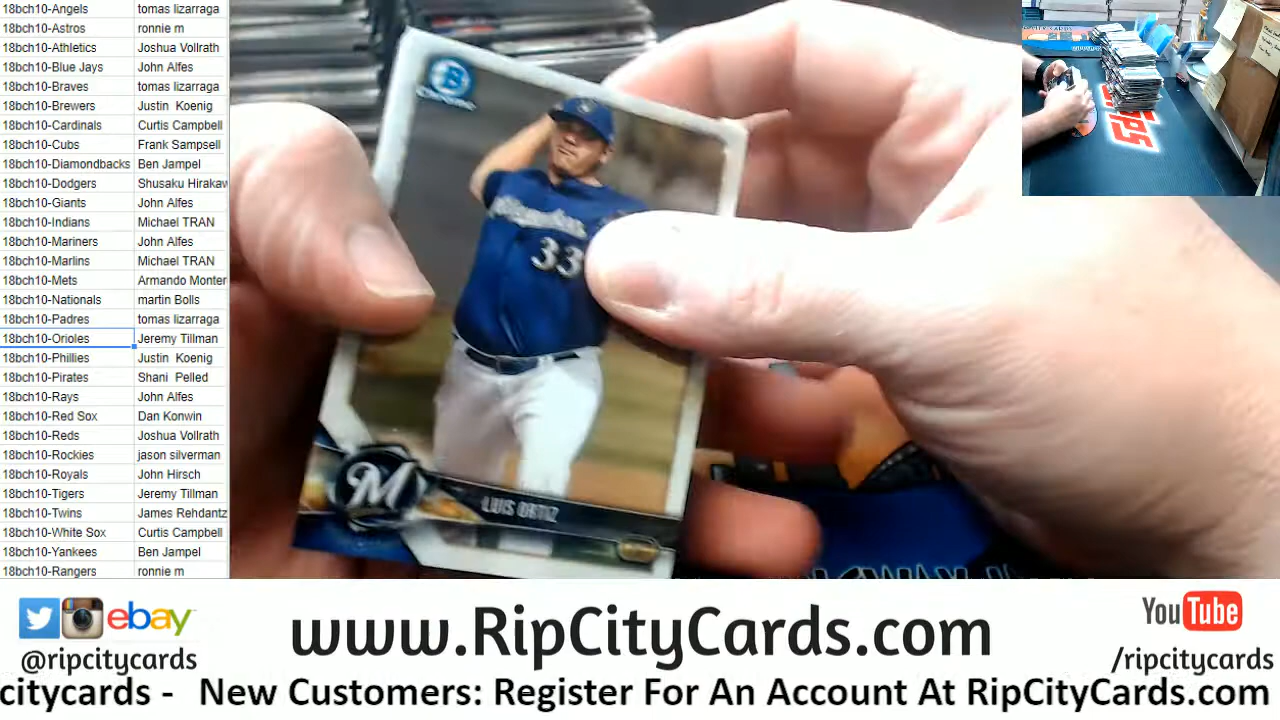 18bch10-Angels tomas lizarraga
18bch10-Astros ronnie m
18bch10-Athletics Joshua Vollrath
18bch10-Blue Jays John Alfes
18bch10-Braves tomas lizarraga
18bch10-Brewers Justin Koenig
18bch10-Cardinals Curtis Campbell
18bch10-Cubs Frank Sampsell
18bch10-Diamondbacks Ben Jampel
18bch10-Dodgers Shusaku Hirakaw
18bch10-Giants John Alfes
18bch10-Indians Michael TRAN
18bch10-Mariners John Alfes
18bch10-Marlins Michael TRAN
18bch10-Mets Armando Monter
18bch10-Nationals martin Bolls
18bch10-Padres tomas lizarraga
18bch10-Orioles Jeremy Tillman
18bch10-Phillies Justin Koenig
18bch10-Pirates Shani Pelled
18bch10-Rays John Alfes
18bch10-Red Sox Dan Konwin
18bch10-Reds Joshua Vollrath
18bch10-Rockies jason silverman
18bch10-Royals John Hirsch
18bch10-Tigers Jeremy Tillman
18bch10-Twins James Rehdantz
18bch10-White Sox Curtis Campbell
18bch10-Yankees Ben Jampel
18bch10-Rangers ronnie m
B
33
M
LUIS ORTIZ
ebay
@ripcitycards
www.RipCityCards.com
YouTube
/ripcitycards
citycards - New Customers: Register For An Account At RipCityCards.com